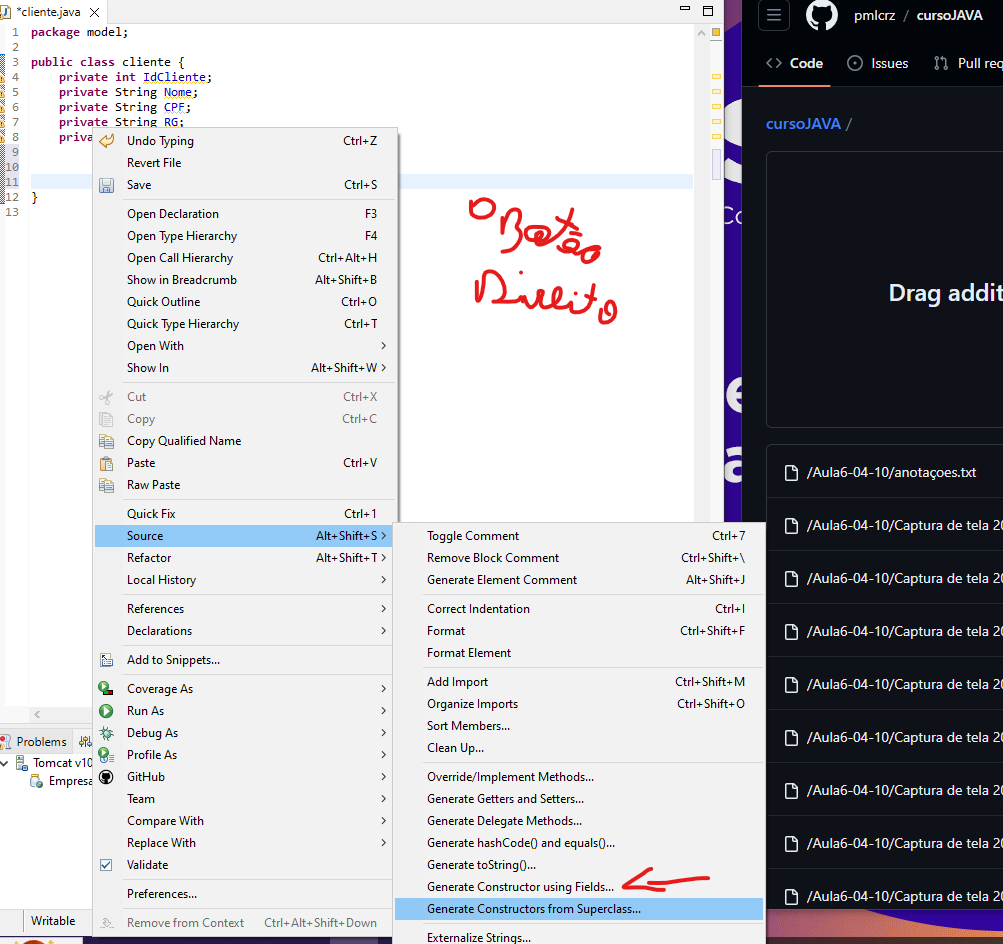 *cliente.java
1 package model;
2
3 public class cliente {
4 private int IdCliente;
5 private String Nome;
6 private String CPF;
7 private String RG;
8
9
10
11
12 }
13
Undo Typing Ctrl+Z
Revert File
Save Ctrl+S
Open Declaration F3
Open Type Hierarchy F4
Open Call Hierarchy Ctrl+Alt+H
Show in Breadcrumb Alt+Shift+B
Quick Outline Ctrl+O
Quick Type Hierarchy Ctrl+T
Open With
Show In Alt+Shift+W
Cut Ctrl+X
Copy Ctrl+C
Copy Qualified Name
Paste Ctrl+V
Raw Paste
Quick Fix Ctrl+1
Source Alt+Shift+S
Refactor Alt+Shift+T
Local History
References
Declarations
Add to Snippets...
Coverage As
Run As
Debug As
Profile As
GitHub
Team
Compare With
Replace With
Validate
Preferences...
Remove from Context Ctrl+Alt+Shift+Down
Toggle Comment Ctrl+7
Remove Block Comment Ctrl+Shift+\
Generate Element Comment Alt+Shift+J
Correct Indentation Ctrl+I
Format Ctrl+Shift+F
Format Element
Add Import Ctrl+Shift+M
Organize Imports Ctrl+Shift+O
Sort Members...
Clean Up...
Override/Implement Methods...
Generate Getters and Setters...
Generate Delegate Methods...
Generate hashCode() and equals()...
Generate toString()...
Generate Constructor using Fields...
Generate Constructors from Superclass...
Externalize Strings...
Botão
Direito
Problems
Tomcat v10
Empresa
Writable
pmlcrz / cursoJAVA
Code Issues Pull req
cursoJAVA /
Drag addit
/Aula6-04-10/anotaçoes.txt
/Aula6-04-10/Captura de tela 20
/Aula6-04-10/Captura de tela 20
/Aula6-04-10/Captura de tela 20
/Aula6-04-10/Captura de tela 20
/Aula6-04-10/Captura de tela 20
/Aula6-04-10/Captura de tela 20
/Aula6-04-10/Captura de tela 20
/Aula6-04-10/Captura de tela 20